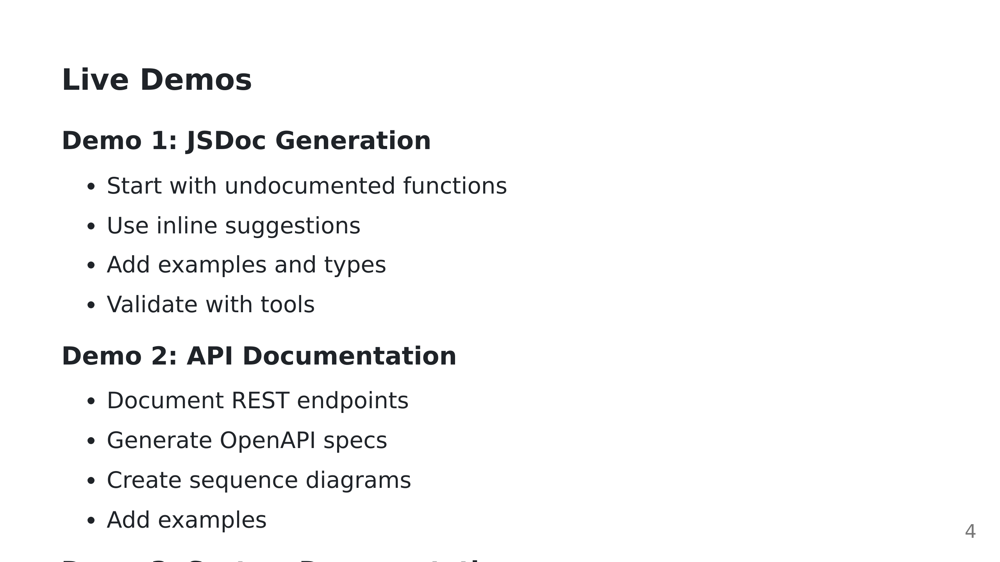 Live Demos
Demo 1: JSDoc Generation
• Start with undocumented functions
• Use inline suggestions
• Add examples and types
• Validate with tools
Demo 2: API Documentation
• Document REST endpoints
• Generate OpenAPI specs
• Create sequence diagrams
• Add examples
4